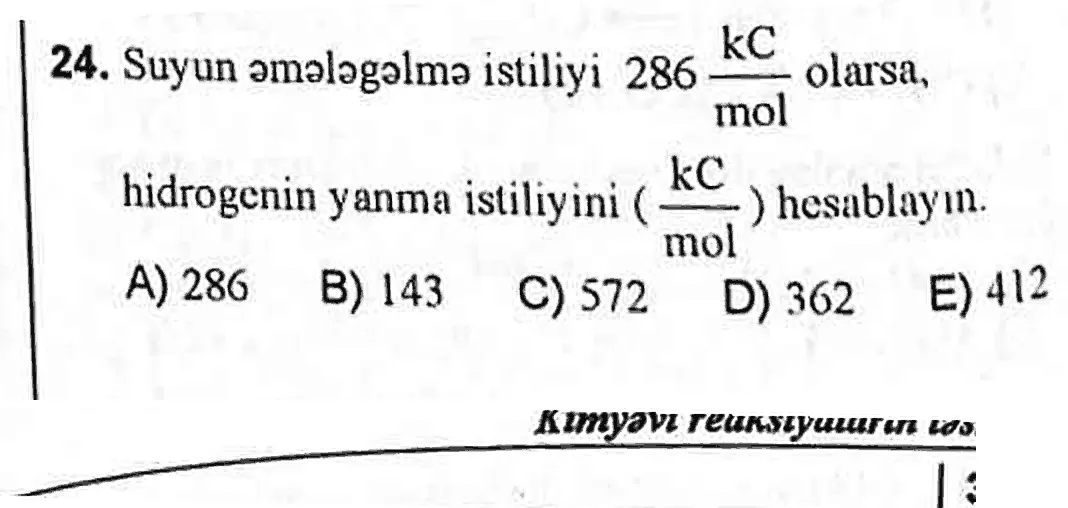 24. Suyun əmələgəlmə istiliyi 286 kC/mol olarsa,
hidrogenin yanma istiliyini ( kC/mol ) hesablayın.
A) 286 B) 143 C) 572 D) 362 E) 412
Kimyəvi reaksiyaların